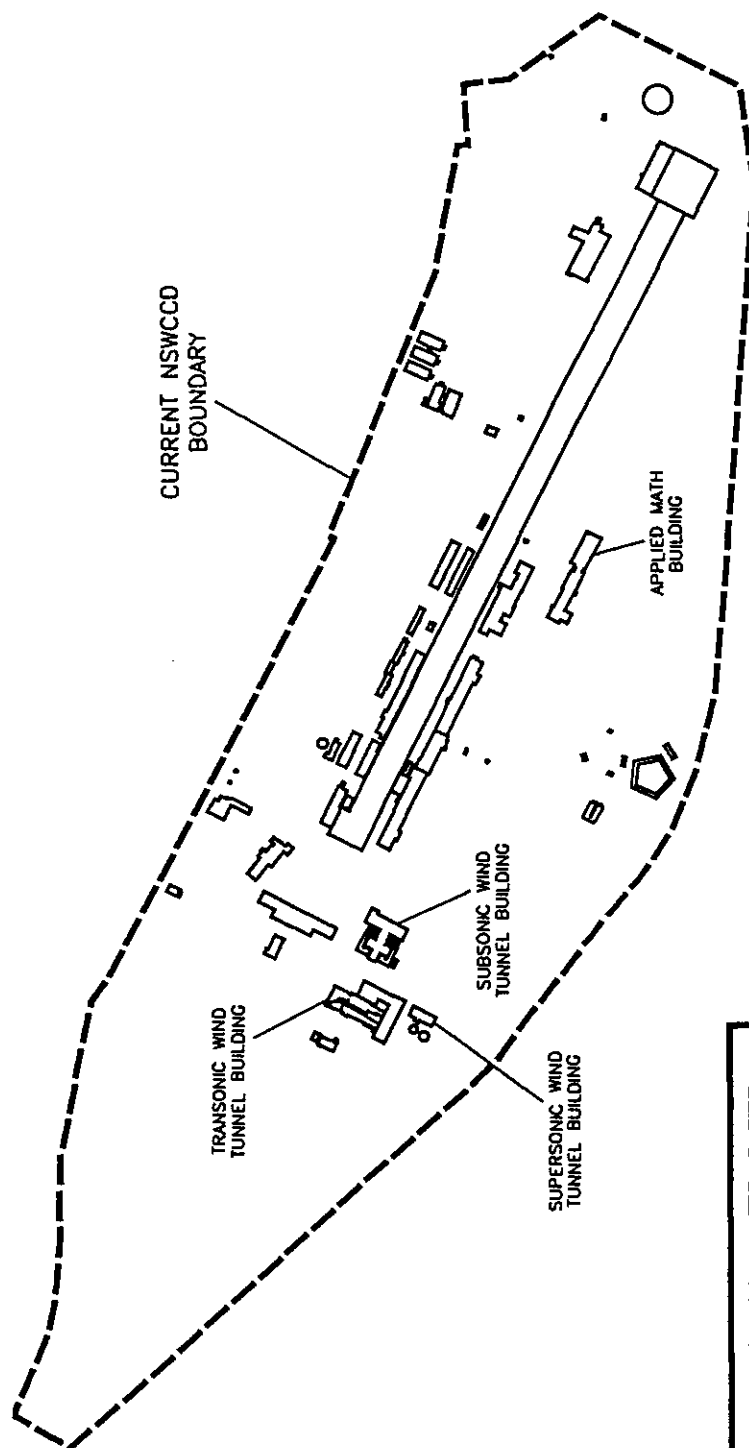 CURRENT NSWCCD
BOUNDARY
APPLIED MATH
BUILDING
SUBSONIC WIND
TUNNEL BUILDING
TRANSONIC WIND
TUNNEL BUILDING
SUPERSONIC WIND
TUNNEL BUILDING